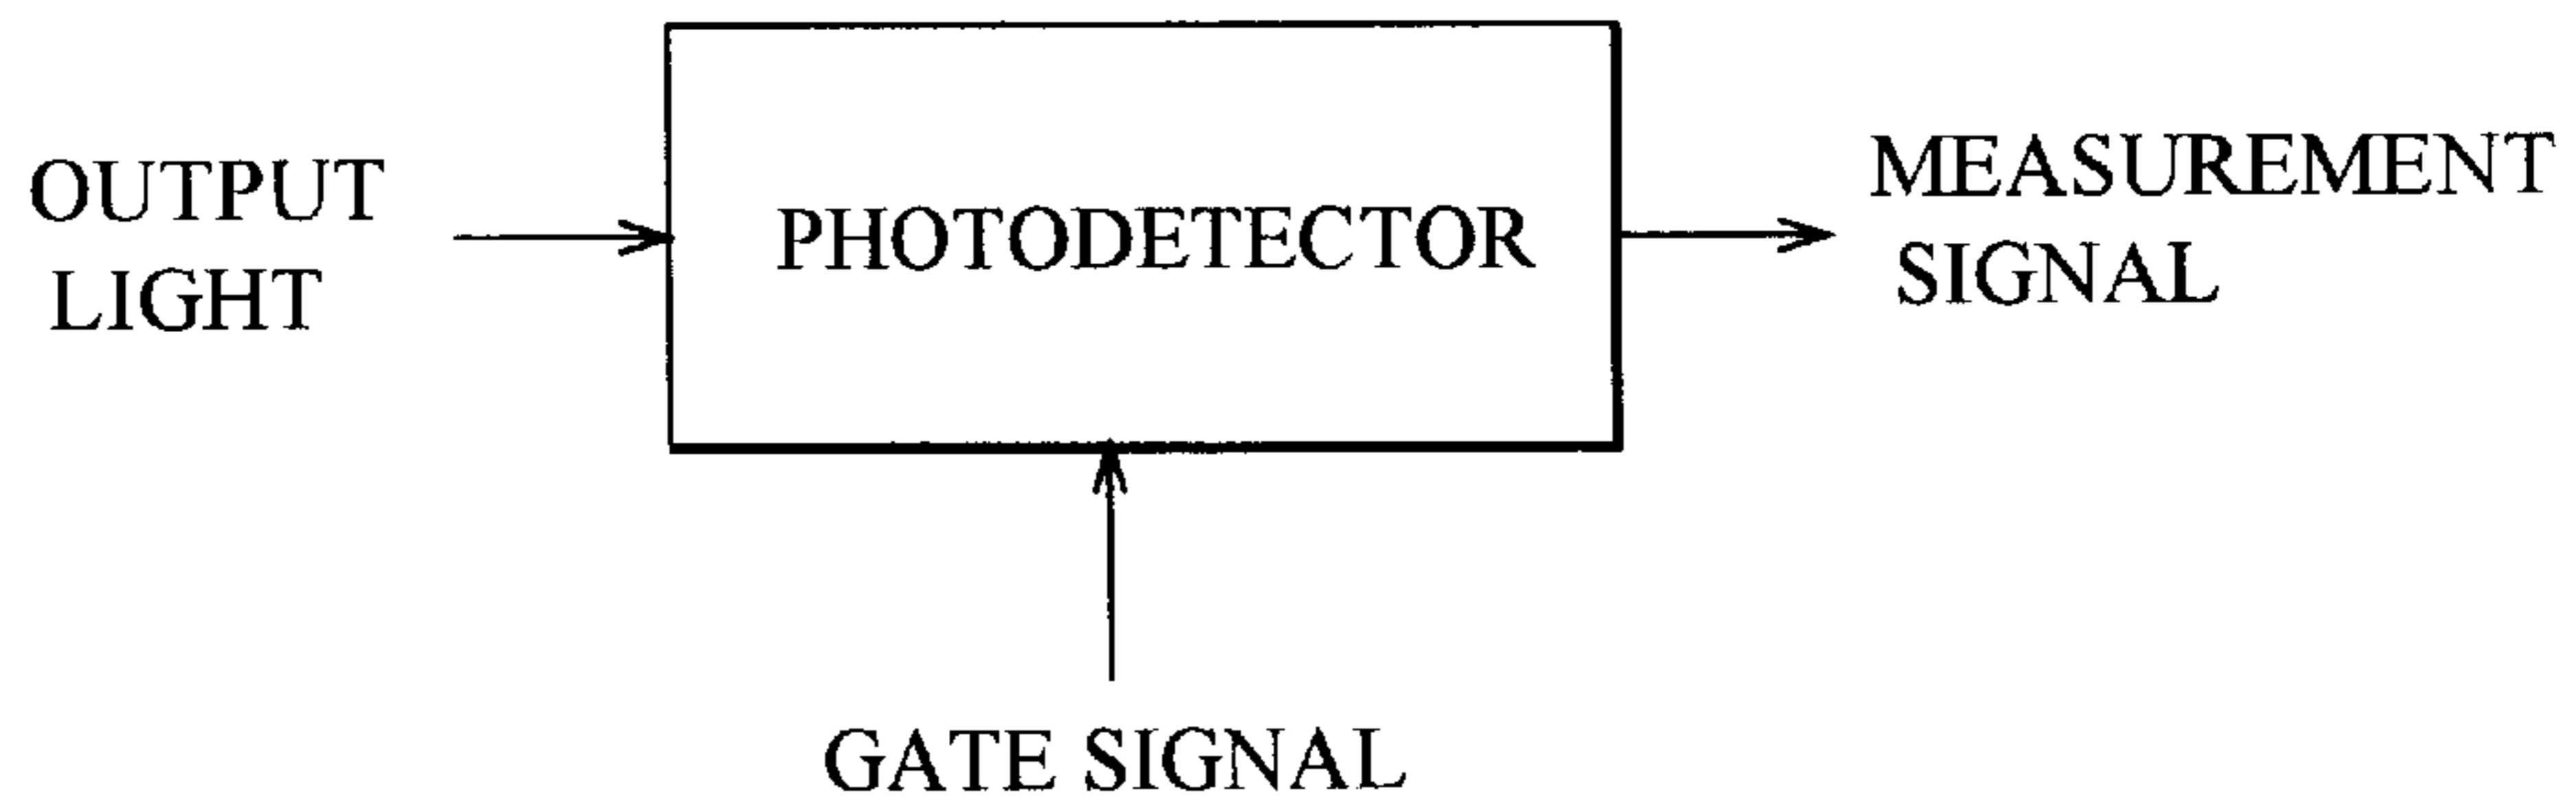 OUTPUT
LIGHT
PHOTODETECTOR
MEASUREMENT
SIGNAL
GATE SIGNAL